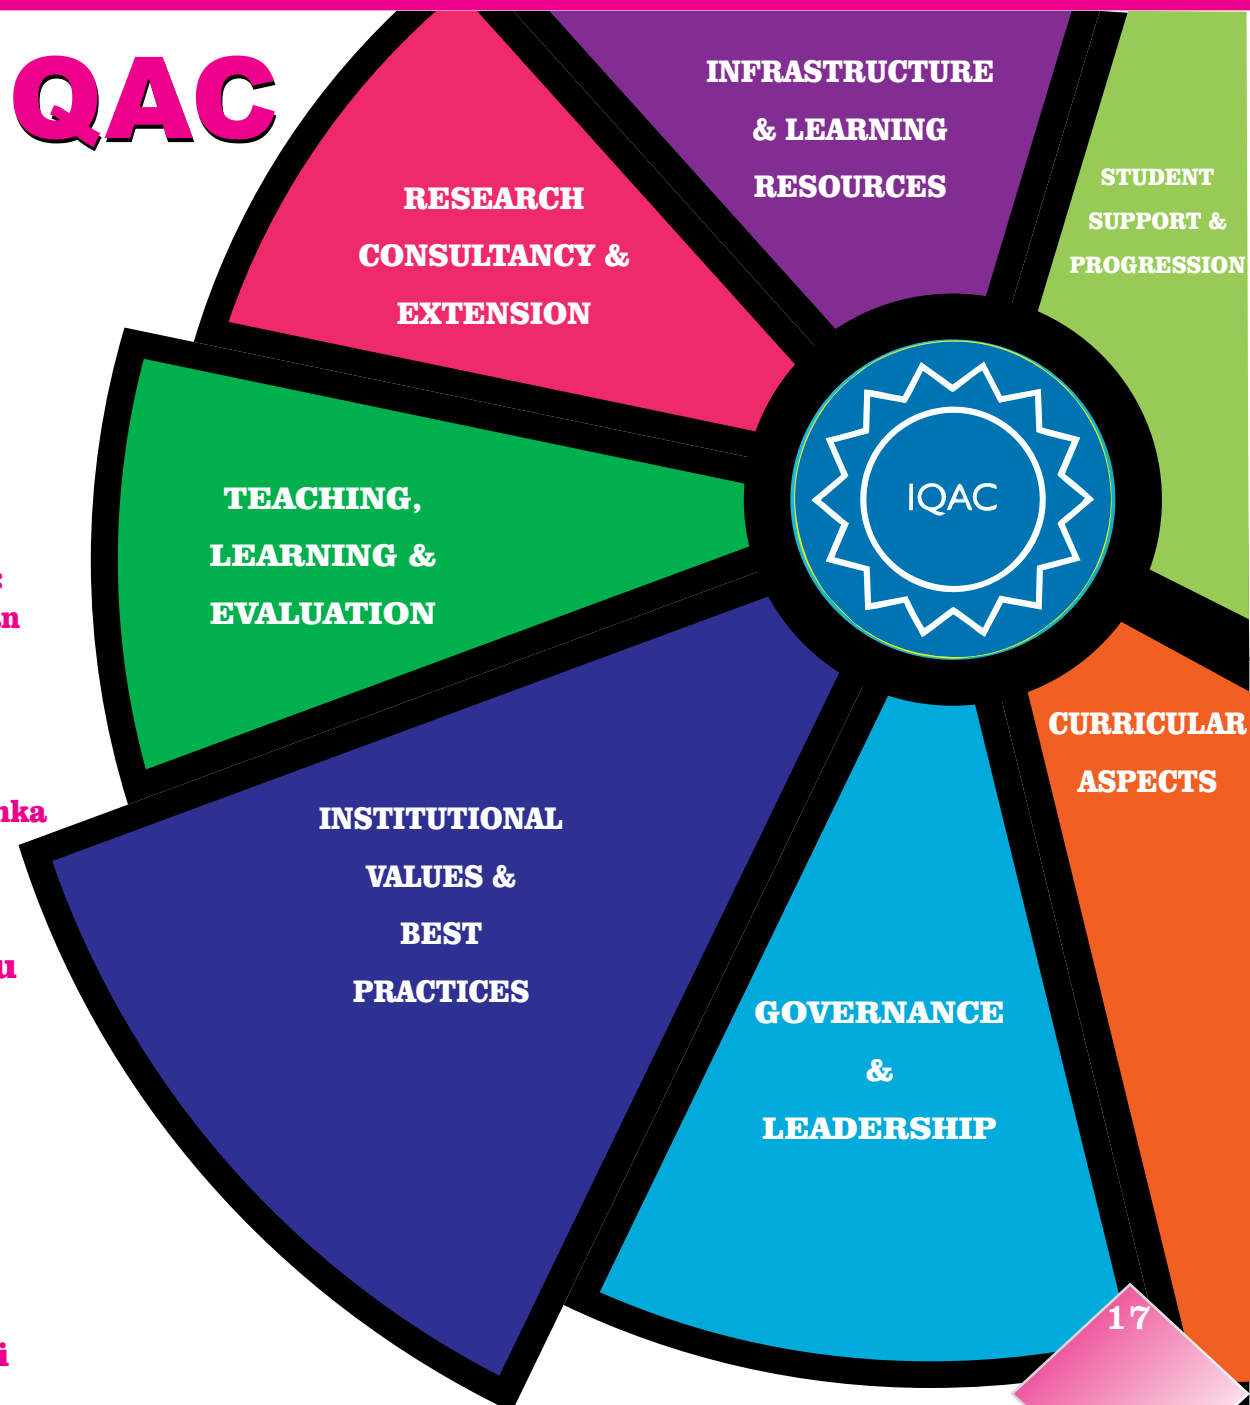 QAC
INFRASTRUCTURE
& LEARNING
RESOURCES
STUDENT
SUPPORT &
PROGRESSION
RESEARCH
CONSULTANCY &
EXTENSION
TEACHING,
LEARNING &
EVALUATION
IQAC
CURRICULAR
ASPECTS
INSTITUTIONAL
VALUES &
BEST
PRACTICES
GOVERNANCE
&
LEADERSHIP
17